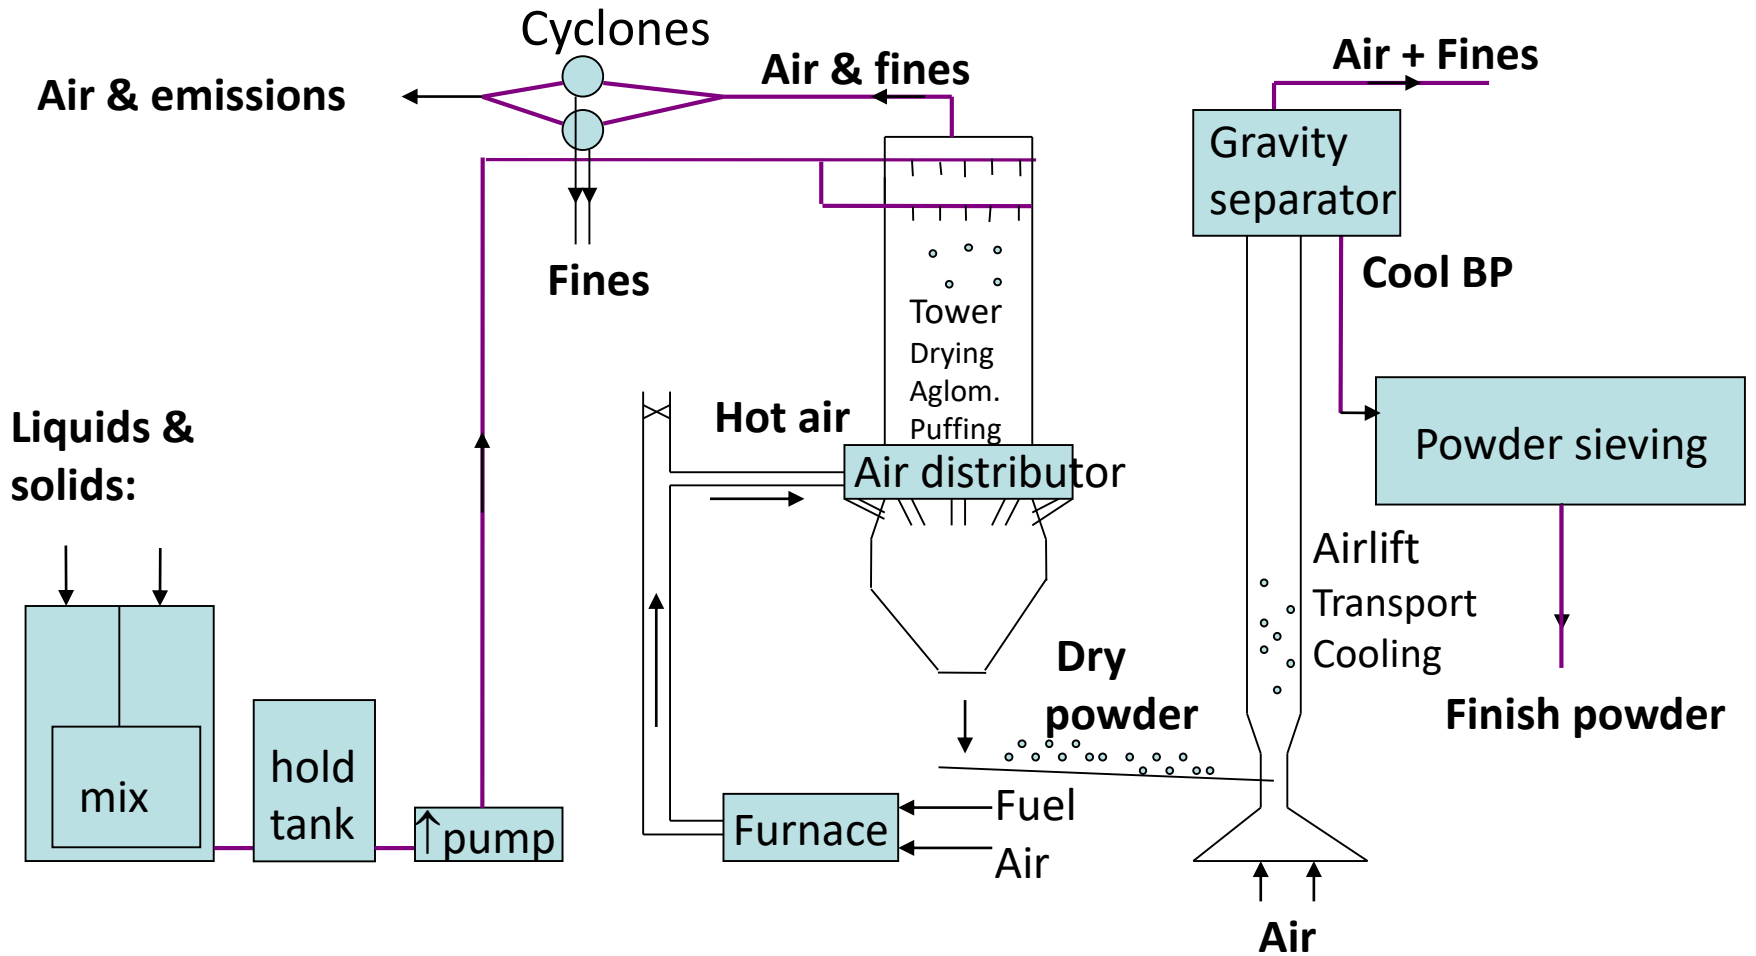 Cyclones
Air & emissions
Air & fines
Air + Fines
Gravity
separator
Fines
Cool BP
Tower
Drying
Aglom.
Puffing
Hot air
Air distributor
Liquids &
solids:
Powder sieving
Airlift
Transport
Cooling
Dry
powder
Finish powder
mix
hold
tank
↑pump
Furnace
Fuel
Air
Air